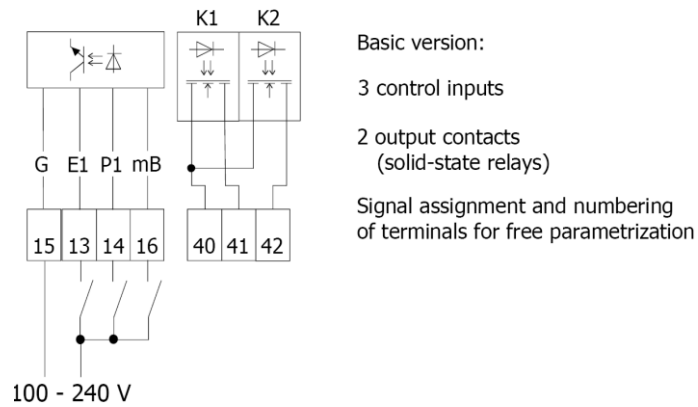 K1 K2
Basic version:
3 control inputs
2 output contacts
(solid-state relays)
Signal assignment and numbering
of terminals for free parametrization
G E1 P1 mB
15 13 14 16 40 41 42
100 - 240 V